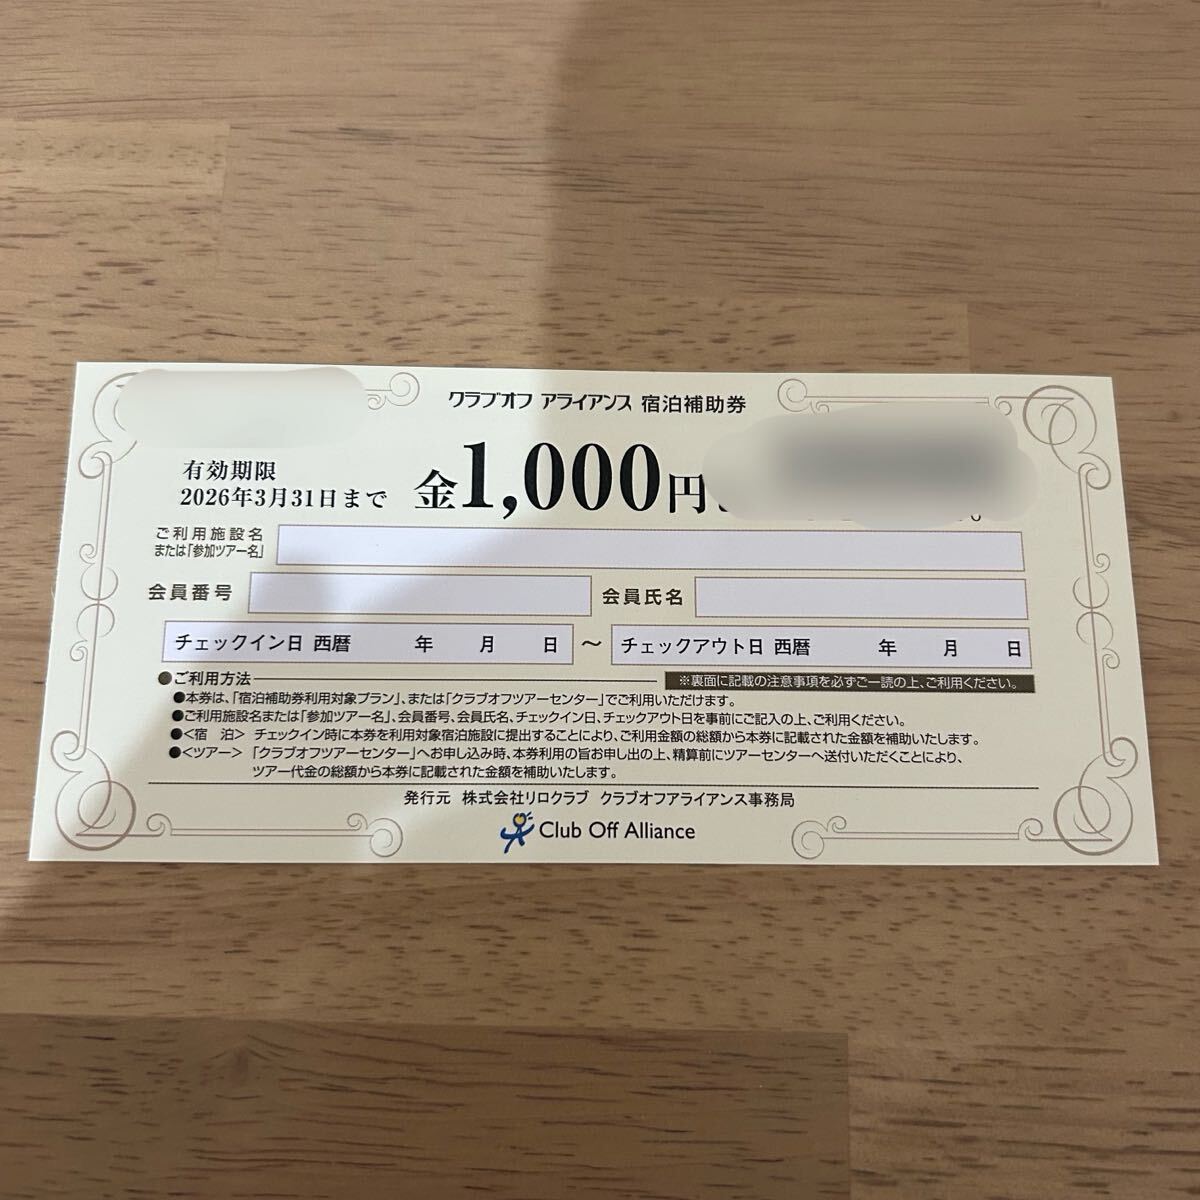 クラブオフ アライアンス 宿泊補助券
有効期限
2026年3月31日まで
金1,000円
ご利用施設名
または「参加ツアー名」
会員番号
会員氏名
チェックイン日 西暦 年 月 日 〜 チェックアウト日 西暦 年 月 日
●ご利用方法
※裏面に記載の注意事項を必ずご一読の上、ご利用ください。
●本券は、「宿泊補助券利用対象プラン」、または「クラブオフツアーセンター」でご利用いただけます。
●ご利用施設名または「参加ツアー名」、会員番号、会員氏名、チェックイン日、チェックアウト日を事前にご記入の上、ご利用ください。
●<宿 泊> チェックイン時に本券を利用対象宿泊施設に提出することにより、ご利用金額の総額から本券に記載された金額を補助いたします。
●<ツアー> 「クラブオフツアーセンター」へお申し込み時、本券利用の旨お申し出の上、精算前にツアーセンターへ送付いただくことにより、
ツアー代金の総額から本券に記載された金額を補助いたします。
発行元 株式会社リロクラブ クラブオフアライアンス事務局
Club Off Alliance